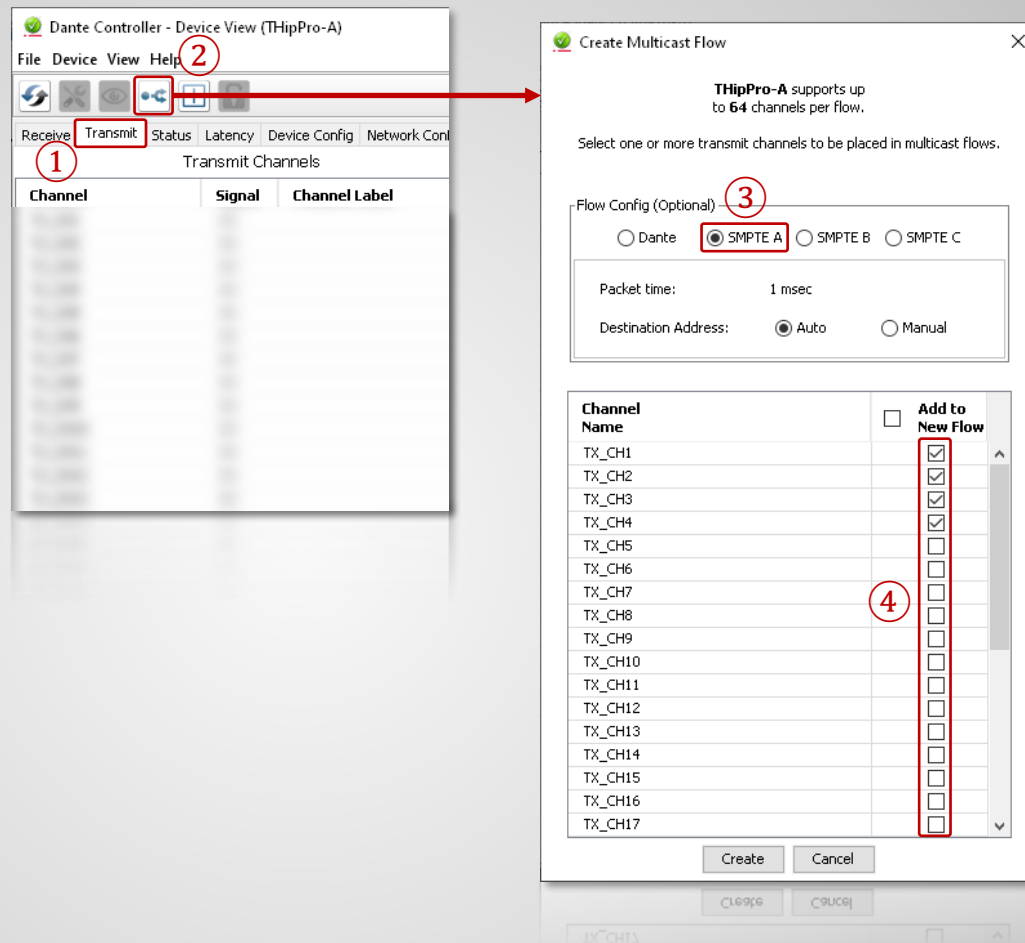 Dante Controller - Device View (THipPro-A)
File Device View Help
②
Receive Transmit Status Latency Device Config Network
①
Transmit Channels
Channel Signal Channel Label
Create Multicast Flow
THipPro-A supports up
to 64 channels per flow.
Select one or more transmit channels to be placed in multicast flows.
③
Flow Config (Optional)
Dante SMPTE A SMPTE B SMPTE C
Packet time: 1 msec
Destination Address: Auto Manual
Channel Name
Add to New Flow
TX_CH1
TX_CH2
TX_CH3
TX_CH4
TX_CH5
TX_CH6
TX_CH7
TX_CH8
④
TX_CH9
TX_CH10
TX_CH11
TX_CH12
TX_CH13
TX_CH14
TX_CH15
TX_CH16
TX_CH17
Create Cancel